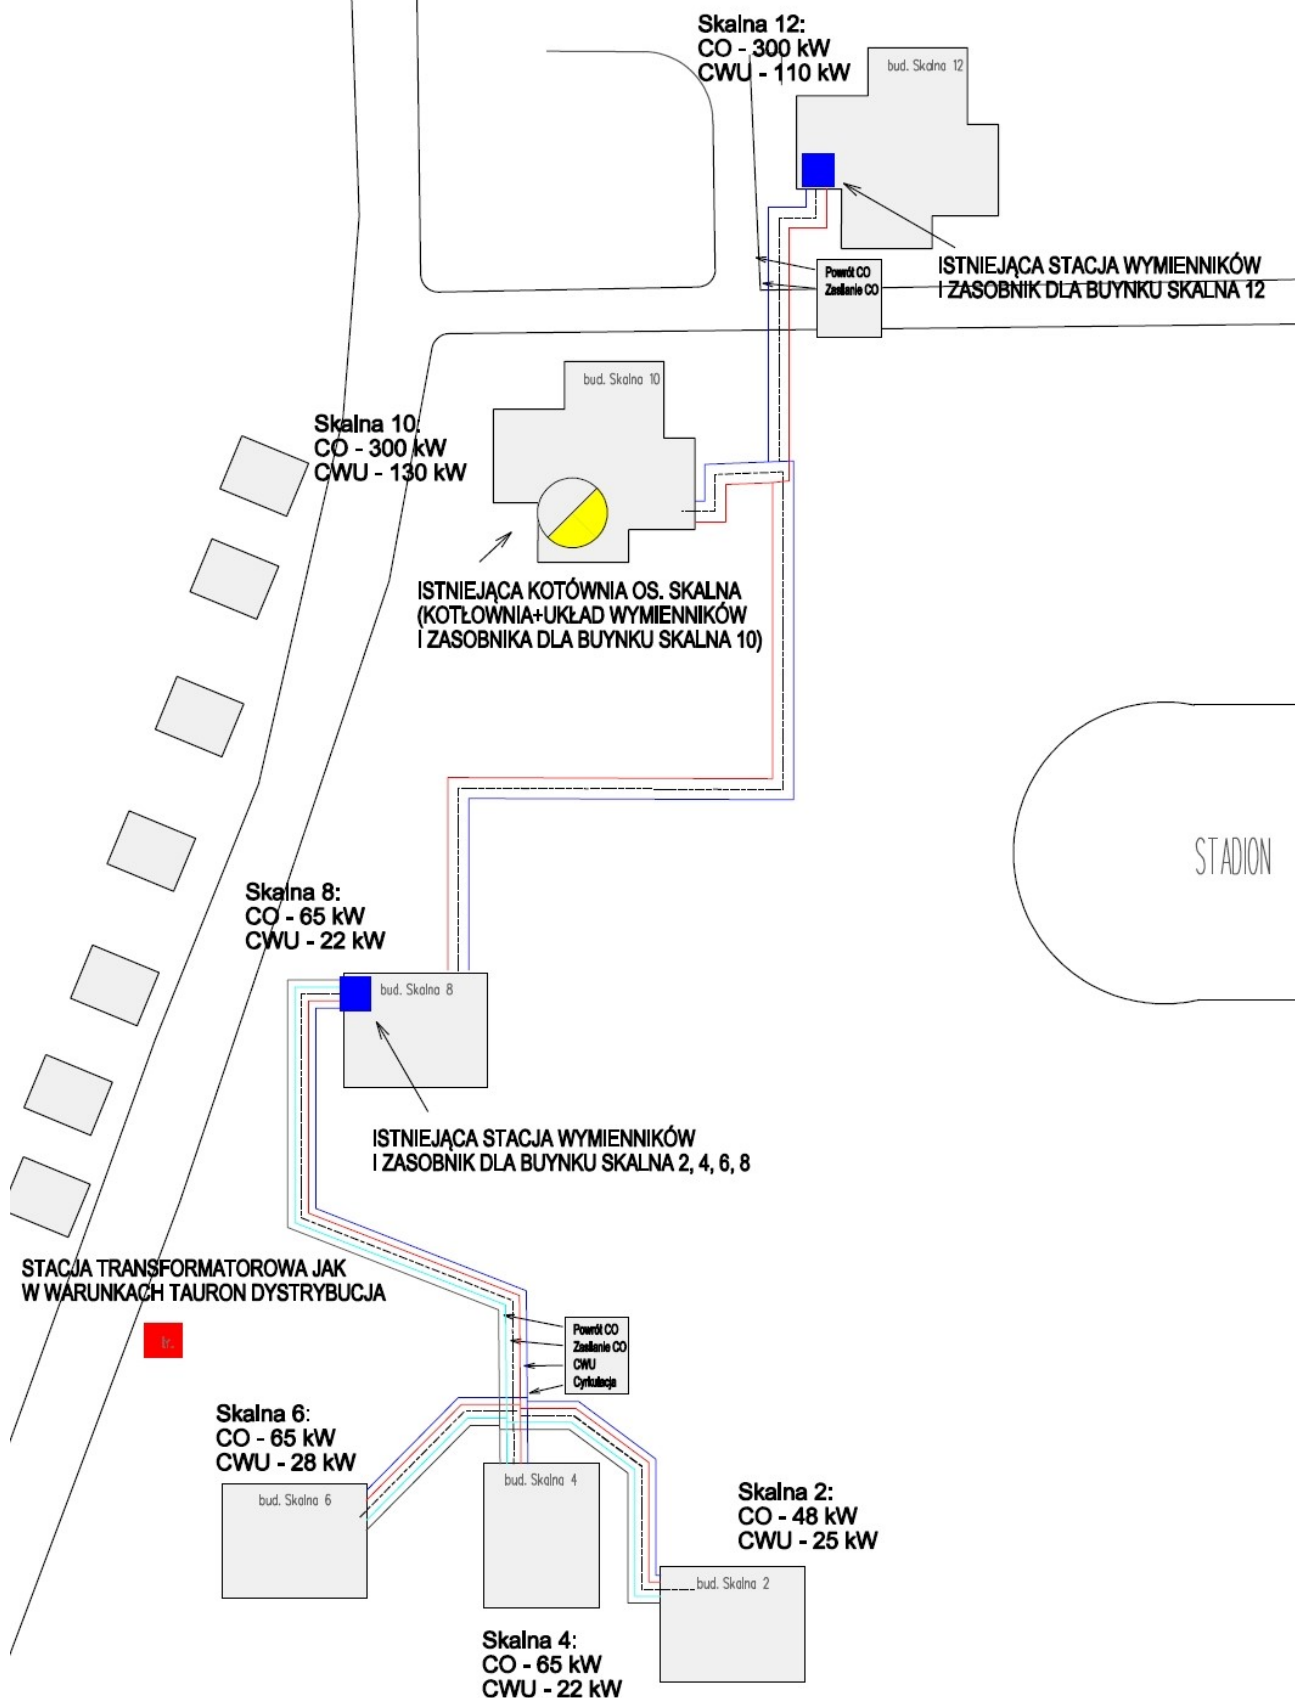 Skalna 12:
CO - 300 kW
CWU - 110 kW
bud. Skalna 12
ISTNIEJĄCA STACJA WYMIENNIKÓW
I ZASOBNIK DLA BUYNKU SKALNA 12
Powrót CO
Zasilanie CO
bud. Skalna 10
Skalna 10:
CO - 300 kW
CWU - 130 kW
ISTNIEJĄCA KOTÓWNIA OS. SKALNA
(KOTŁOWNIA+UKŁAD WYMIENNIKÓW
I ZASOBNIKA DLA BUYNKU SKALNA 10)
STADION
Skalna 8:
CO - 65 kW
CWU - 22 kW
bud. Skalna 8
ISTNIEJĄCA STACJA WYMIENNIKÓW
I ZASOBNIK DLA BUYNKU SKALNA 2, 4, 6, 8
STACJA TRANSFORMATOROWA JAK
W WARUNKACH TAURON DYSTRYBUCJA
Powrót CO
Zasilanie CO
CWU
Cyrkulacja
Skalna 6:
CO - 65 kW
CWU - 28 kW
bud. Skalna 6
bud. Skalna 4
Skalna 2:
CO - 48 kW
CWU - 25 kW
bud. Skalna 2
Skalna 4:
CO - 65 kW
CWU - 22 kW